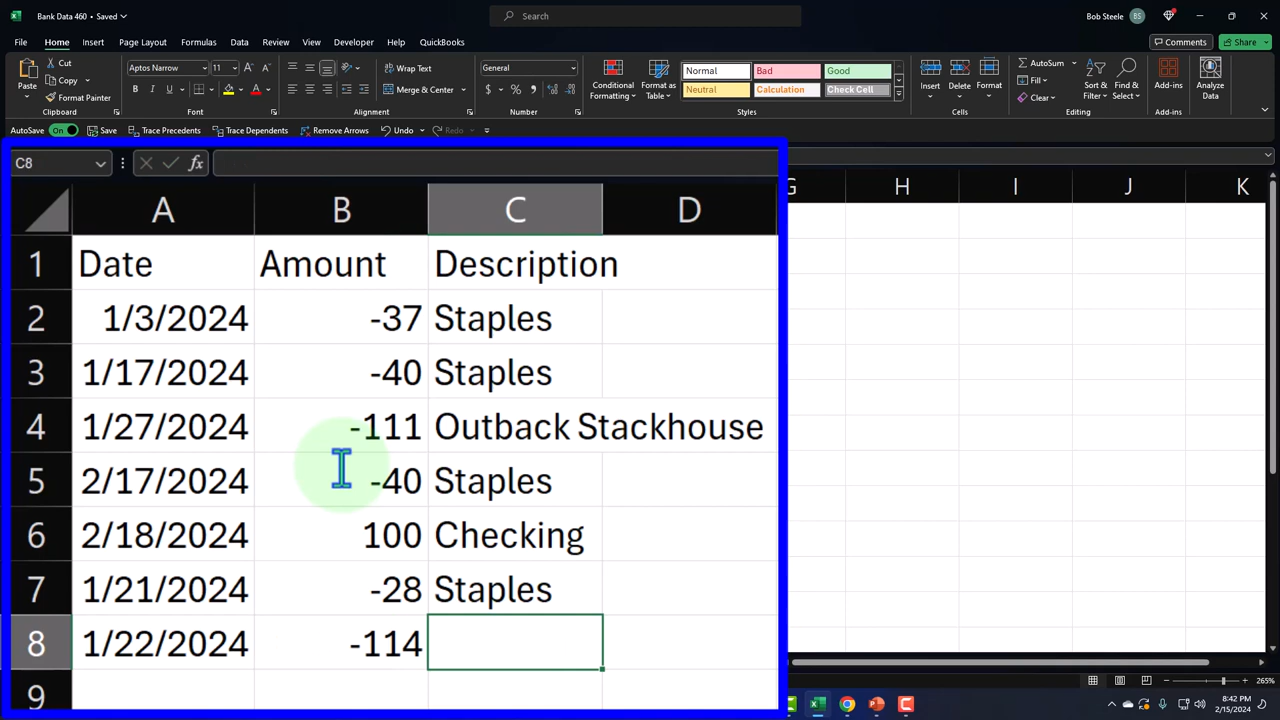 Bank Data 460 • Saved
Search
Bob Steele BS
File Home Insert Page Layout Formulas Data Review View Developer Help QuickBooks
Comments Share
Paste Cut Copy Format Painter
Clipboard
Aptos Narrow 11
B I U
Font
Wrap Text
Merge & Center
Alignment
General
$ % 9
Number
Conditional Formatting Format as Table
Normal Bad Good
Neutral Calculation Check Cell
Styles
Insert Delete Format
Cells
AutoSum Fill Clear
Sort & Filter Find & Select
Editing
Add-ins
Add-ins
Analyze Data
AutoSave On Save Trace Precedents Trace Dependents Remove Arrows Undo Redo
C8 fx
A B C D G H I J K
1 Date Amount Description
2 1/3/2024 -37 Staples
3 1/17/2024 -40 Staples
4 1/27/2024 -111 Outback Stackhouse
5 2/17/2024 -40 Staples
6 2/18/2024 100 Checking
7 1/21/2024 -28 Staples
8 1/22/2024 -114
9
265%
8:42 PM
2/15/2024